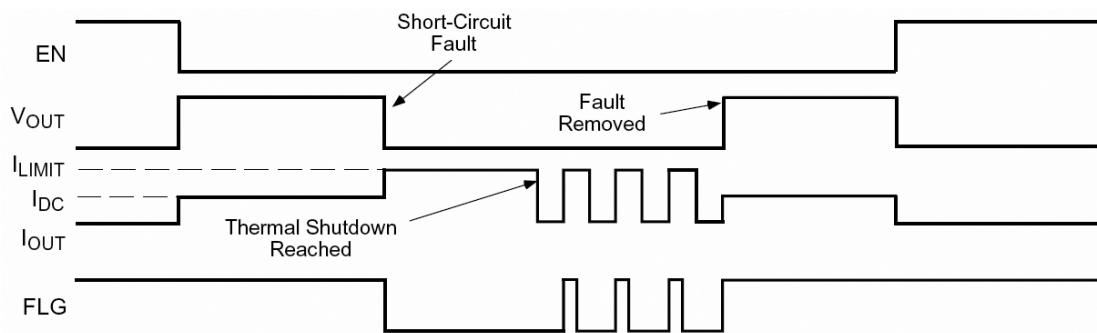 Short-Circuit
Fault
EN
Fault
Removed
VOUT
ILIMIT
IDC
Thermal Shutdown
Reached
IOUT
FLG